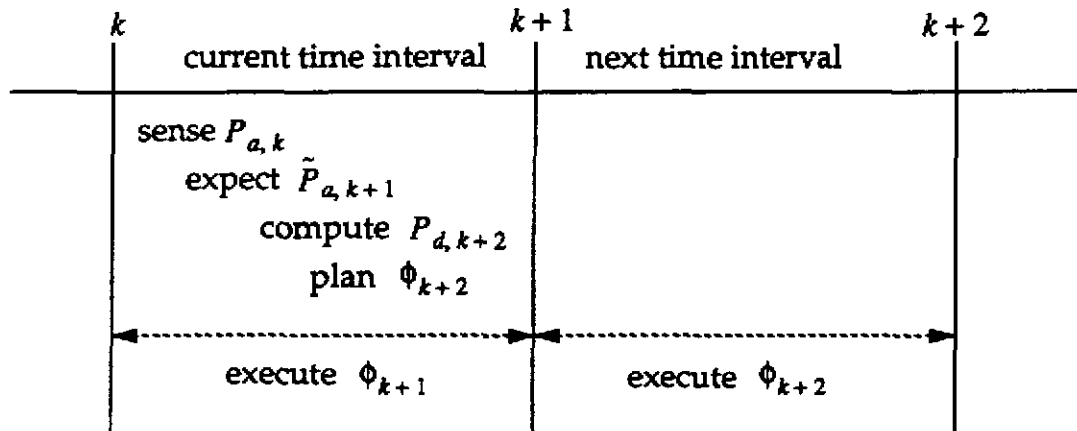 k k + 1 k + 2
current time interval next time interval
sense P_{a, k}
expect P̃_{a, k+1}
compute P_{d, k+2}
plan ϕ_{k+2}
execute ϕ_{k+1} execute ϕ_{k+2}